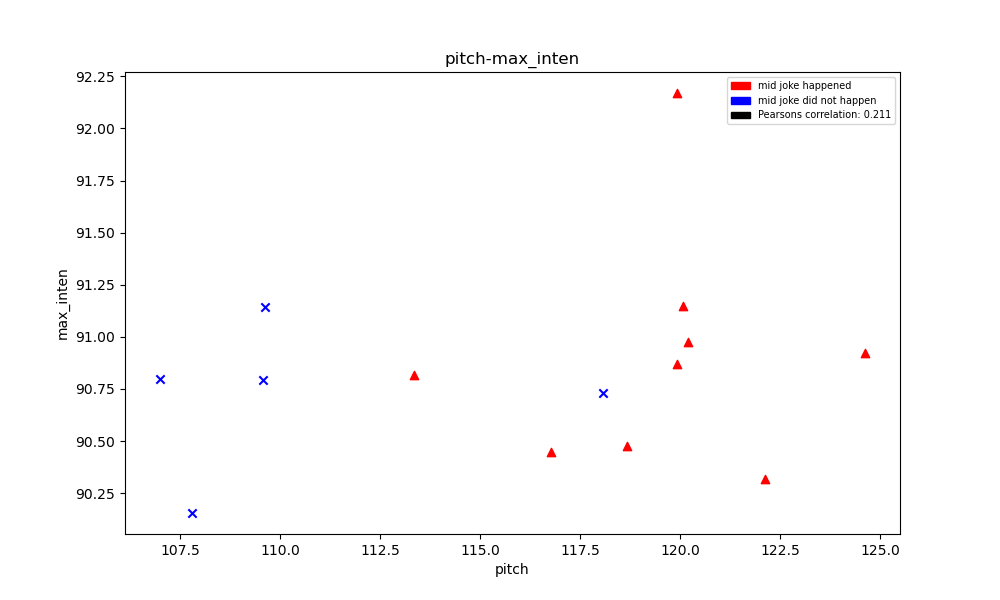 pitch-max_inten
mid joke happened
mid joke did not happen
Pearsons correlation: 0.211
92.25
92.00
91.75
91.50
91.25
91.00
90.75
90.50
90.25
max_inten
107.5 110.0 112.5 115.0 117.5 120.0 122.5 125.0
pitch